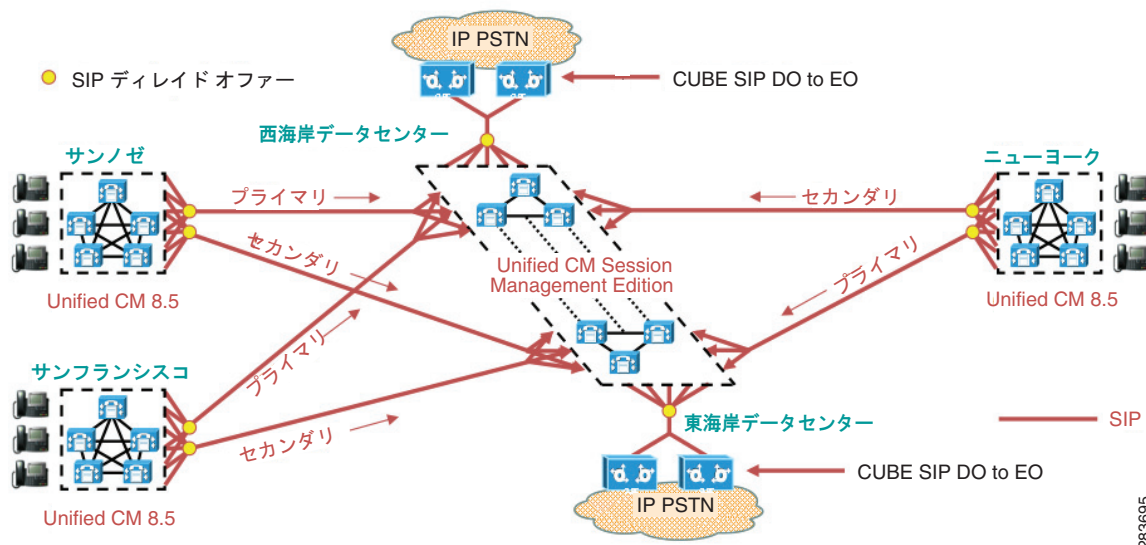 IP PSTN
SIP ディレイド オファー
CUBE SIP DO to EO
西海岸データセンター
サンノゼ
ニューヨーク
プライマリ
セカンダリ
セカンダリ
Unified CM Session
Management Edition
プライマリ
Unified CM 8.5
Unified CM 8.5
プライマリ
サンフランシスコ
東海岸データセンター
SIP
セカンダリ
CUBE SIP DO to EO
IP PSTN
Unified CM 8.5
283695